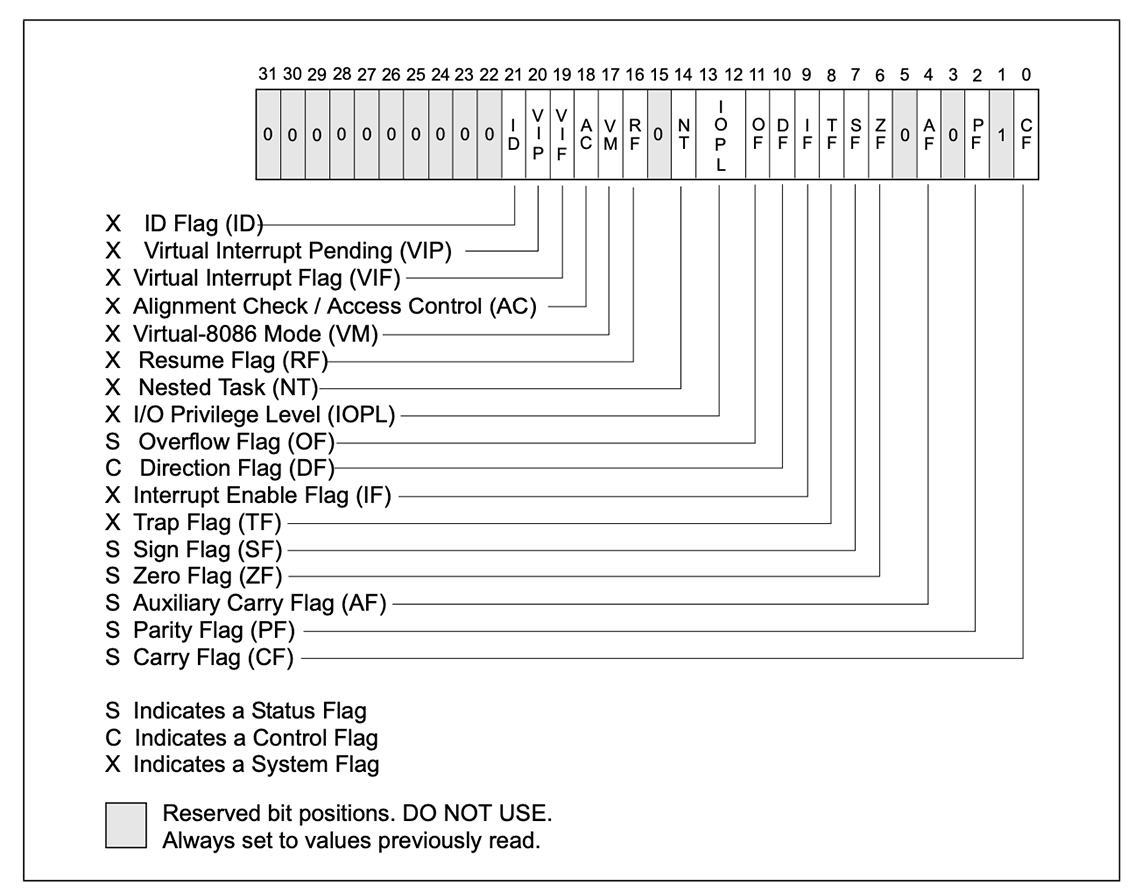 31 30 29 28 27 26 25 24 23 22 21 20 19 18 17 16 15 14 13 12 11 10 9 8 7 6 5 4 3 2 1 0
0 0 0 0 0 0 0 0 0 0 ID VIP VIF AC VM RF 0 NT IOPL OF DF IF TF SF ZF 0 AF 0 PF 1 CF
X ID Flag (ID)
X Virtual Interrupt Pending (VIP)
X Virtual Interrupt Flag (VIF)
X Alignment Check / Access Control (AC)
X Virtual-8086 Mode (VM)
X Resume Flag (RF)
X Nested Task (NT)
X I/O Privilege Level (IOPL)
S Overflow Flag (OF)
C Direction Flag (DF)
X Interrupt Enable Flag (IF)
X Trap Flag (TF)
S Sign Flag (SF)
S Zero Flag (ZF)
S Auxiliary Carry Flag (AF)
S Parity Flag (PF)
S Carry Flag (CF)
S Indicates a Status Flag
C Indicates a Control Flag
X Indicates a System Flag
Reserved bit positions. DO NOT USE.
Always set to values previously read.